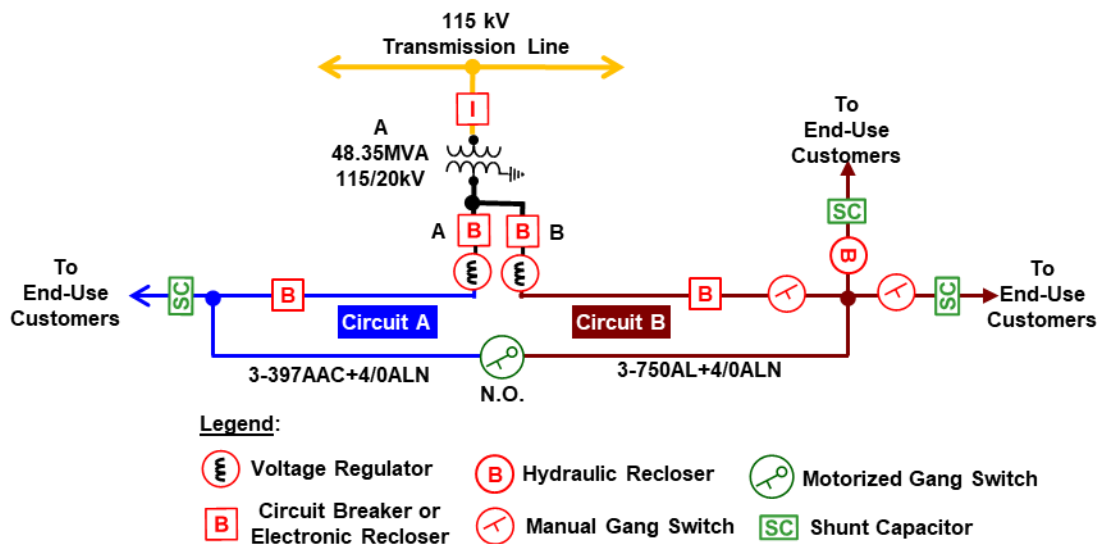 115 kV
Transmission Line
I
A
48.35MVA
115/20kV
A
B
B
B
To
End-Use
Customers
SC
B
To
End-Use
Customers
SC
B
Circuit A
Circuit B
B
SC
To
End-Use
Customers
3-397AAC+4/0ALN
N.O.
3-750AL+4/0ALN
Legend:
Voltage Regulator
B
Hydraulic Recloser
Motorized Gang Switch
B
Circuit Breaker or
Electronic Recloser
Manual Gang Switch
SC
Shunt Capacitor